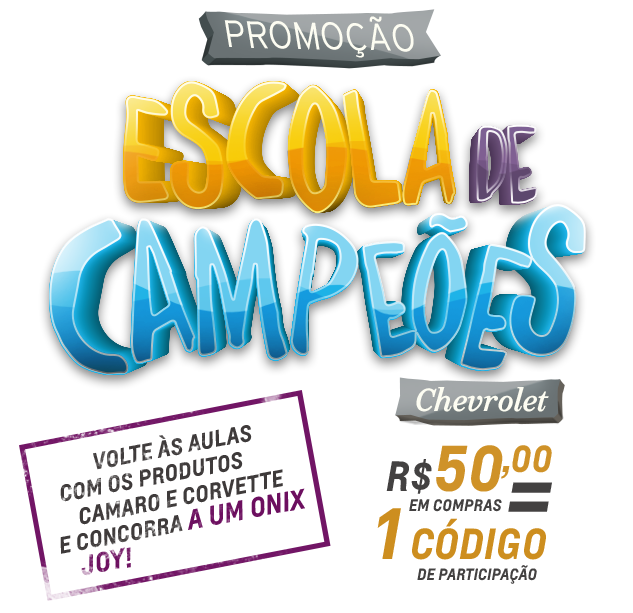 PROMOÇÃO
ESCOLA DE
CAMPEÕES
Chevrolet
VOLTE ÀS AULAS
COM OS PRODUTOS
CAMARO E CORVETTE
E CONCORRA A UM ONIX
JOY!
R$50,00
EM COMPRAS =
1 CÓDIGO
DE PARTICIPAÇÃO